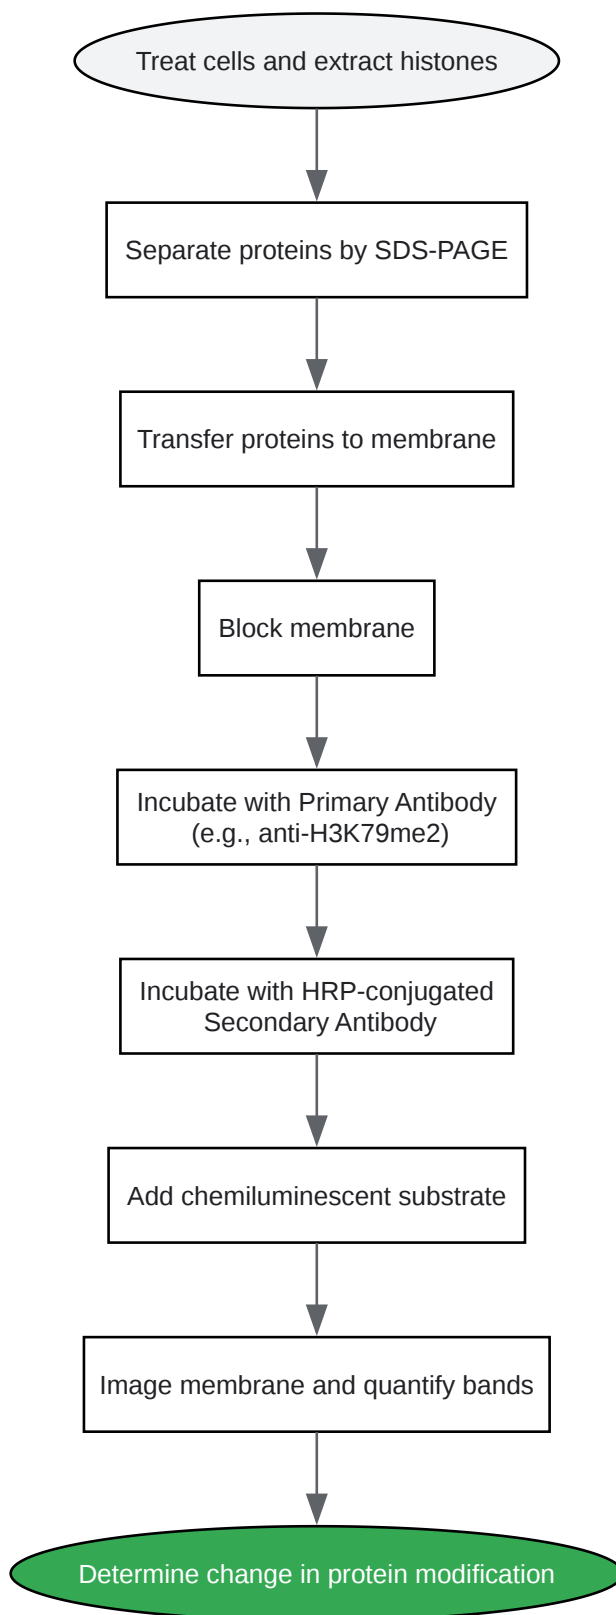 Treat cells and extract histones
Separate proteins by SDS-PAGE
Transfer proteins to membrane
Block membrane
Incubate with Primary Antibody
(e.g., anti-H3K79me2)
Incubate with HRP-conjugated
Secondary Antibody
Add chemiluminescent substrate
Image membrane and quantify bands
Determine change in protein modification